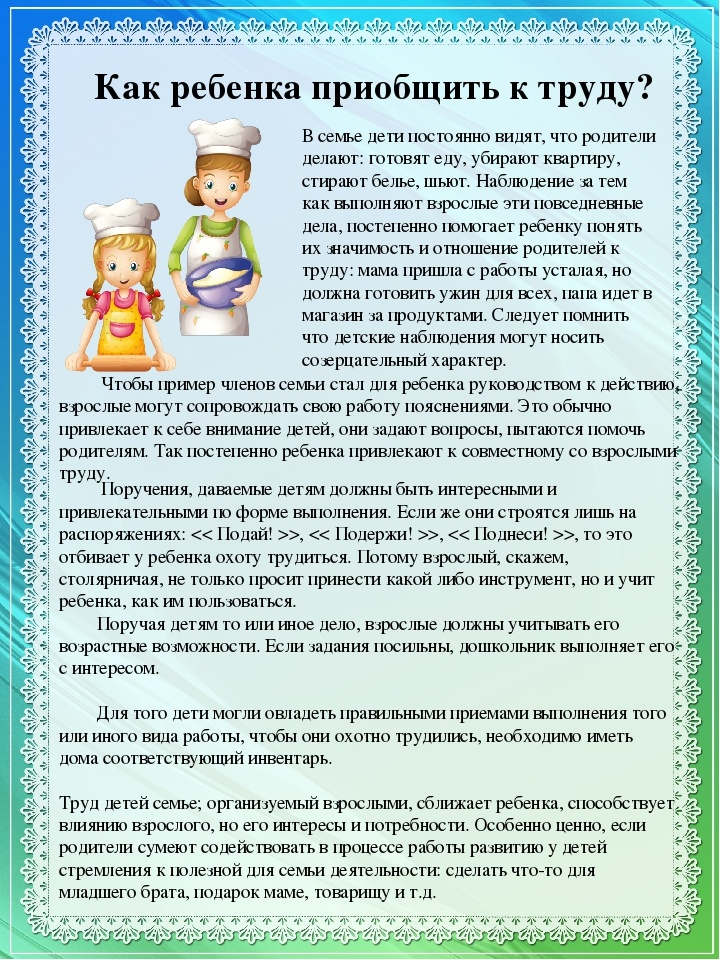 Как ребенка приобщить к труду?
В семье дети постоянно видят, что родители
делают: готовят еду, убирают квартиру,
стирают белье, шьют. Наблюдение за тем
как выполняют взрослые эти повседневные
дела, постепенно помогает ребенку понять
их значимость и отношение родителей к
труду: мама пришла с работы усталая, но
должна готовить ужин для всех, папа идет в
магазин за продуктами. Следует помнить
что детские наблюдения могут носить
созерцательный характер.
Чтобы пример членов семьи стал для ребенка руководством к действию,
взрослые могут сопровождать свою работу пояснениями. Это обычно
привлекает к себе внимание детей, они задают вопросы, пытаются помочь
родителям. Так постепенно ребенка привлекают к совместному со взрослыми
труду.
Поручения, даваемые детям должны быть интересными и
привлекательными по форме выполнения. Если же они строятся лишь на
распоряжениях: << Подай! >>, << Подержи! >>, << Поднеси! >>, то это
отбивает у ребенка охоту трудиться. Потому взрослый, скажем,
столярничая, не только просит принести какой либо инструмент, но и учит
ребенка, как им пользоваться.
Поручая детям то или иное дело, взрослые должны учитывать его
возрастные возможности. Если задания посильны, дошкольник выполняет его
с интересом.
Для того дети могли овладеть правильными приемами выполнения того
или иного вида работы, чтобы они охотно трудились, необходимо иметь
дома соответствующий инвентарь.
Труд детей семье; организуемый взрослыми, сближает ребенка, способствует
влиянию взрослого, но его интересы и потребности. Особенно ценно, если
родители сумеют содействовать в процессе работы развитию у детей
стремления к полезной для семьи деятельности: сделать что-то для
младшего брата, подарок маме, товарищу и т.д.